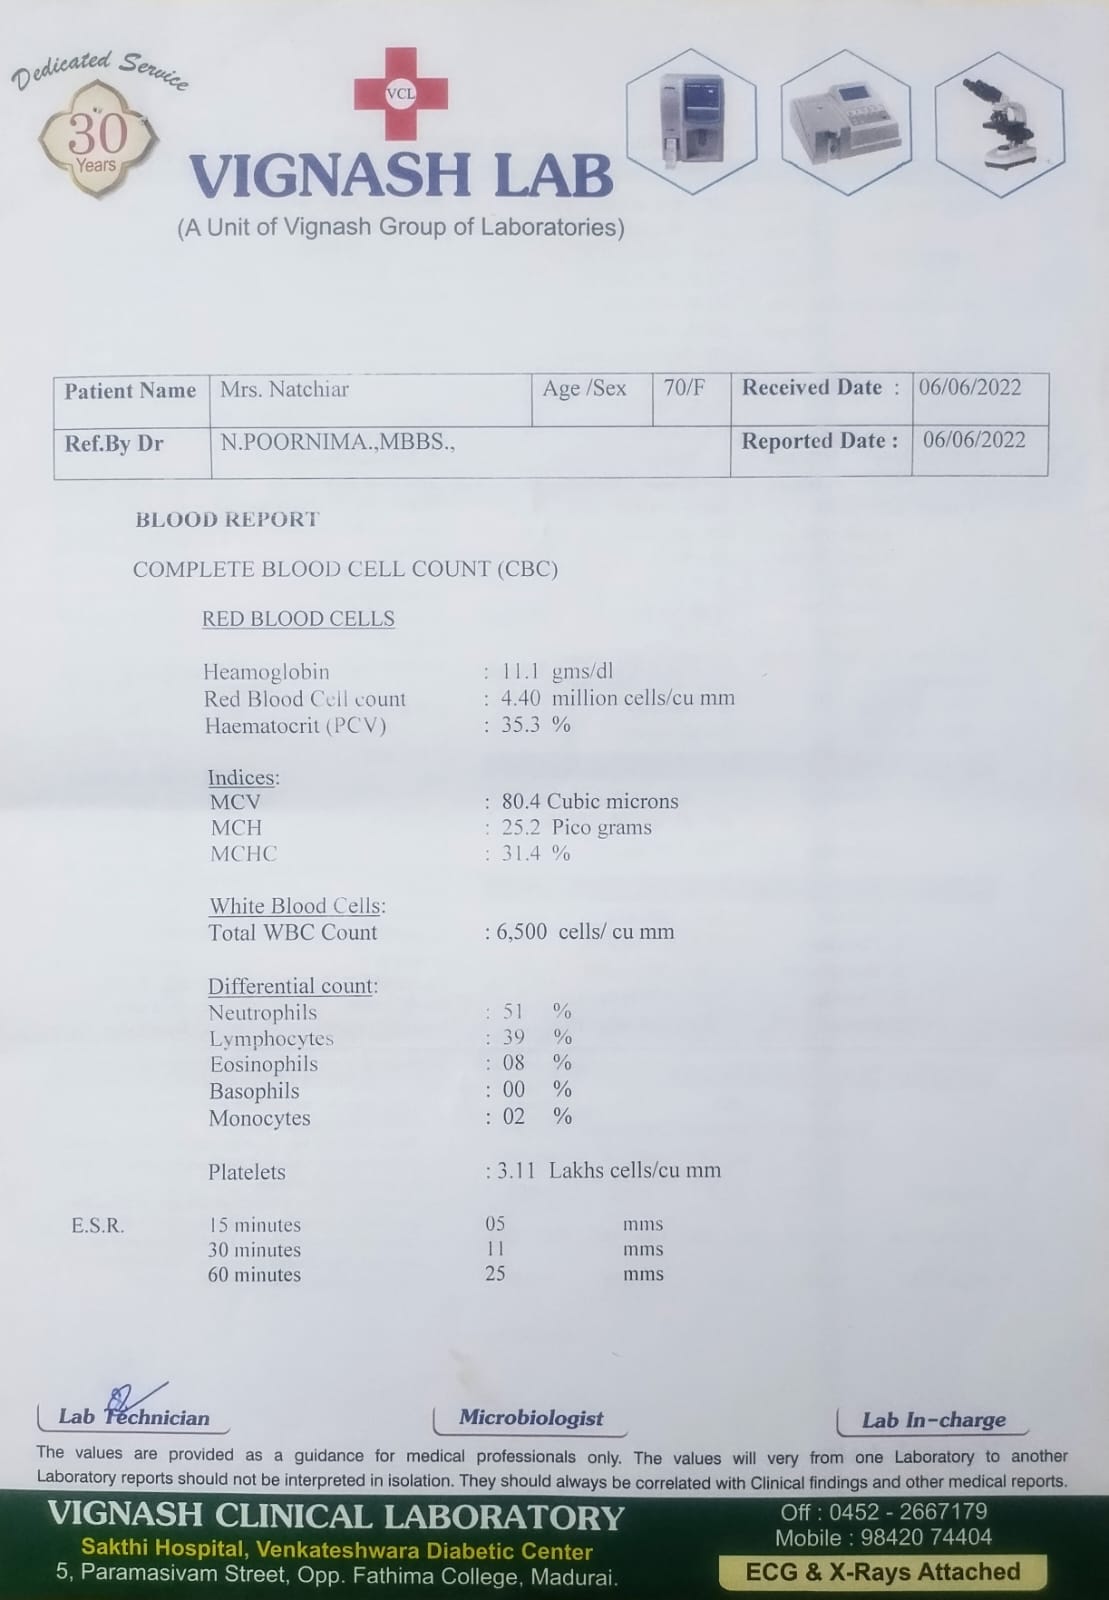 Dedicated Service
30
Years
VCL
VIGNASH LAB
(A Unit of Vignash Group of Laboratories)
Patient Name Mrs. Natchiar Age /Sex 70/F Received Date : 06/06/2022
Ref.By Dr N.POORNIMA.,MBBS., Reported Date : 06/06/2022
BLOOD REPORT
COMPLETE BLOOD CELL COUNT (CBC)
RED BLOOD CELLS
Heamoglobin : 11.1 gms/dl
Red Blood Cell count : 4.40 million cells/cu mm
Haematocrit (PCV) : 35.3 %
Indices:
MCV : 80.4 Cubic microns
MCH : 25.2 Pico grams
MCHC : 31.4 %
White Blood Cells:
Total WBC Count : 6,500 cells/ cu mm
Differential count:
Neutrophils : 51 %
Lymphocytes : 39 %
Eosinophils : 08 %
Basophils : 00 %
Monocytes : 02 %
Platelets : 3.11 Lakhs cells/cu mm
E.S.R. 15 minutes 05 mms
30 minutes 11 mms
60 minutes 25 mms
Lab Technician Microbiologist Lab In-charge
The values are provided as a guidance for medical professionals only. The values will very from one Laboratory to another
Laboratory reports should not be interpreted in isolation. They should always be correlated with Clinical findings and other medical reports.
VIGNASH CLINICAL LABORATORY
Sakthi Hospital, Venkateshwara Diabetic Center
5, Paramasivam Street, Opp. Fathima College, Madurai.
Off : 0452 - 2667179
Mobile : 98420 74404
ECG & X-Rays Attached